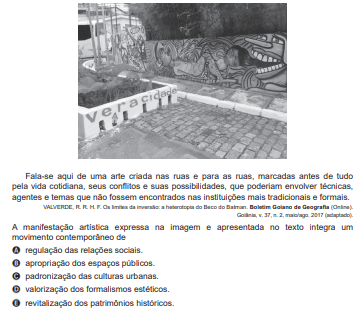 veracidade
Fala-se aqui de uma arte criada nas ruas e para as ruas, marcadas antes de tudo
pela vida cotidiana, seus conflitos e suas possibilidades, que poderiam envolver técnicas,
agentes e temas que não fossem encontrados nas instituições mais tradicionais e formais.
VALVERDE, R. R. H. F. Os limites da inversão: a heterotopia do Beco do Batman. Boletim Goiano de Geografia (Online).
Goiânia, v. 37, n. 2, maio/ago. 2017 (adaptado).
A manifestação artística expressa na imagem e apresentada no texto integra um
movimento contemporâneo de
A regulação das relações sociais.
B apropriação dos espaços públicos.
C padronização das culturas urbanas.
D valorização dos formalismos estéticos.
E revitalização dos patrimônios históricos.